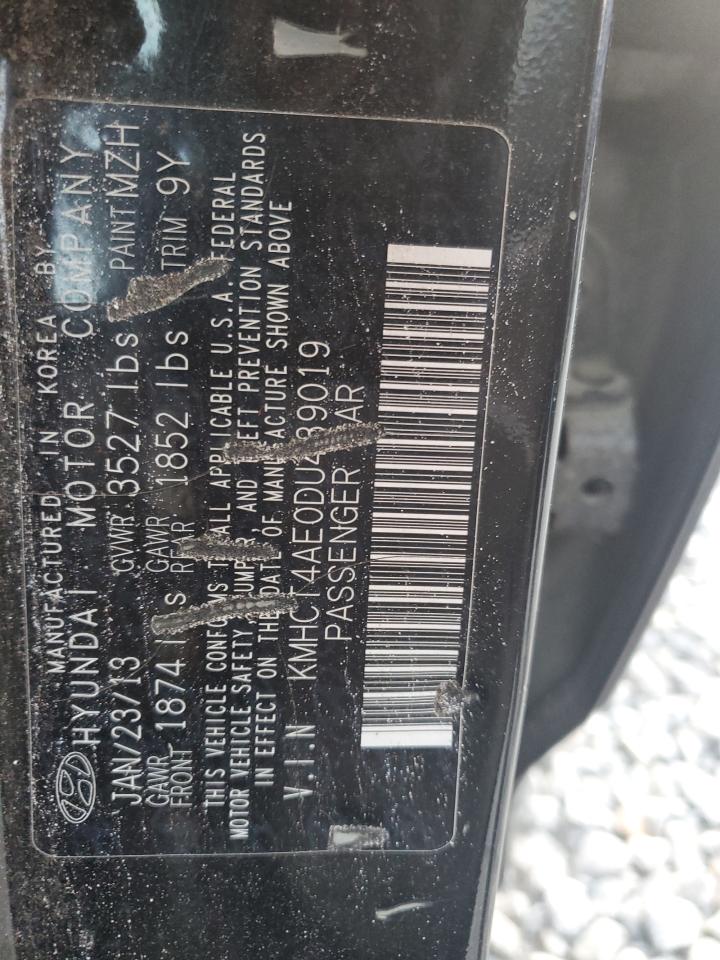 MANUFACTURED IN KOREA BY
HYUNDAI MOTOR COMPANY
JAN/23/13 GVWR 3527 lbs PAINT MZH
GAWR FRONT 1874 lbs GAWR REAR 1852 lbs TRIM 9Y
THIS VEHICLE CONFORMS TO ALL APPLICABLE U.S.A. FEDERAL
MOTOR VEHICLE SAFETY, BUMPER, AND THEFT PREVENTION STANDARDS
IN EFFECT ON THE DATE OF MANUFACTURE SHOWN ABOVE
V.I.N KMHCT4AE0DU439019
PASSENGER CAR